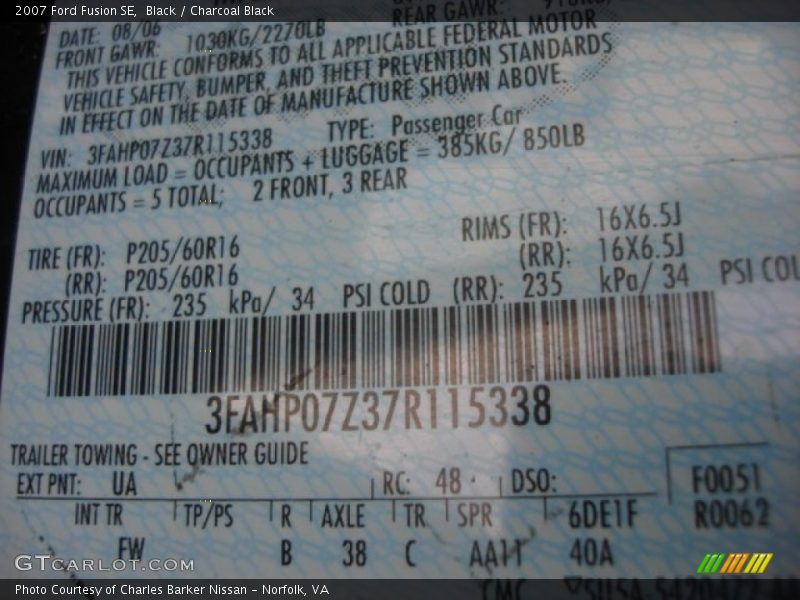 2007 Ford Fusion SE,  Black / Charcoal Black
DATE: 08/06 REAR GAWR:
FRONT GAWR: 1030KG/2270LB
THIS VEHICLE CONFORMS TO ALL APPLICABLE FEDERAL MOTOR
VEHICLE SAFETY, BUMPER, AND THEFT PREVENTION STANDARDS
IN EFFECT ON THE DATE OF MANUFACTURE SHOWN ABOVE.
VIN: 3FAHP07Z37R115338 TYPE: Passenger Car
MAXIMUM LOAD = OCCUPANTS + LUGGAGE = 385KG/ 850LB
OCCUPANTS = 5 TOTAL; 2 FRONT, 3 REAR
TIRE (FR): P205/60R16 RIMS (FR): 16X6.5J
(RR): P205/60R16 (RR): 16X6.5J
PRESSURE (FR): 235 kPa/ 34 PSI COLD (RR): 235 kPa/ 34 PSI COL
3FAHP07Z37R115338
TRAILER TOWING - SEE OWNER GUIDE
EXT PNT: UA RC: 48 DSO: F0051
INT TR TP/PS R AXLE TR SPR 6DE1F R0062
FW B 38 C AA11 40A
GTCARLOT.COM
Photo Courtesy of Charles Barker Nissan - Norfolk, VA